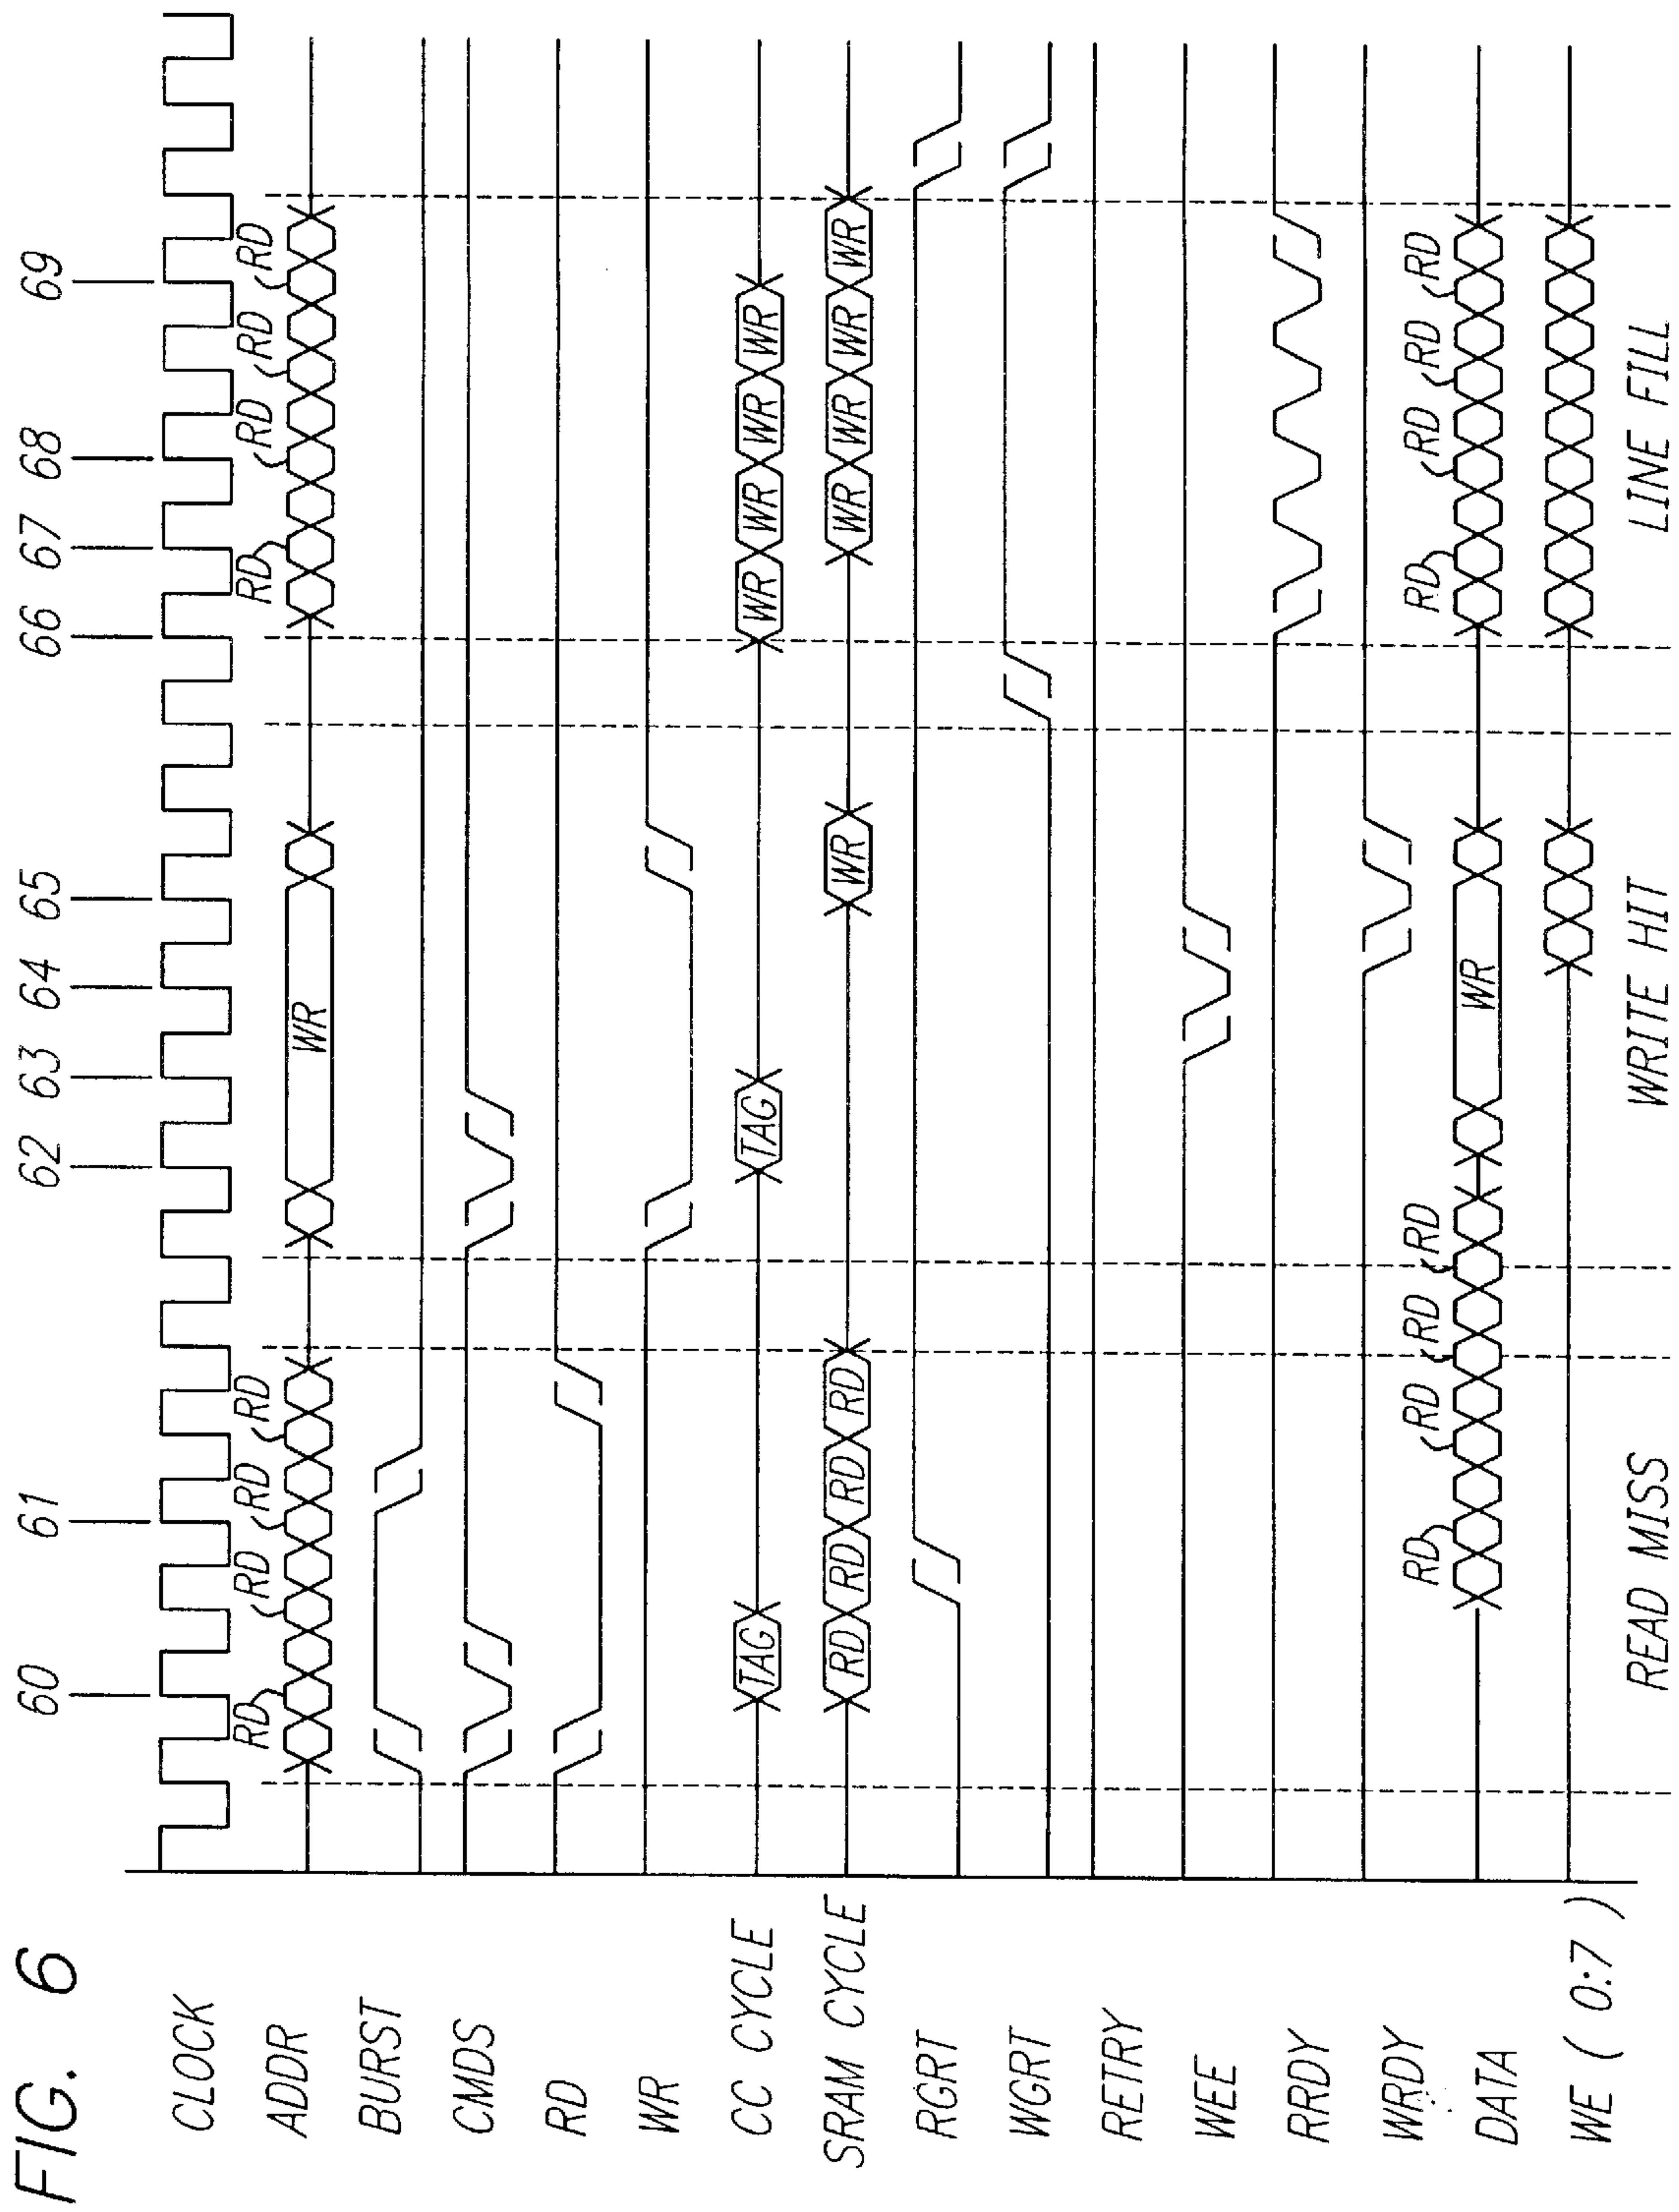 FIG. 6
60 61 62 63 64 65 66 67 68 69
CLOCK
ADDR RD RD RD RD WR RD RD RD RD
BURST
CMDS
RD
WR
CC CYCLE TAG TAG WR WR WR WR
SRAM CYCLE RD RD RD RD WR WR WR WR WR
RGRT
WGRT
RETRY
WEE
RRDY
WRDY
DATA RD RD RD RD WR RD RD RD RD
WE ( 0:7 )
READ MISS WRITE HIT LINE FILL